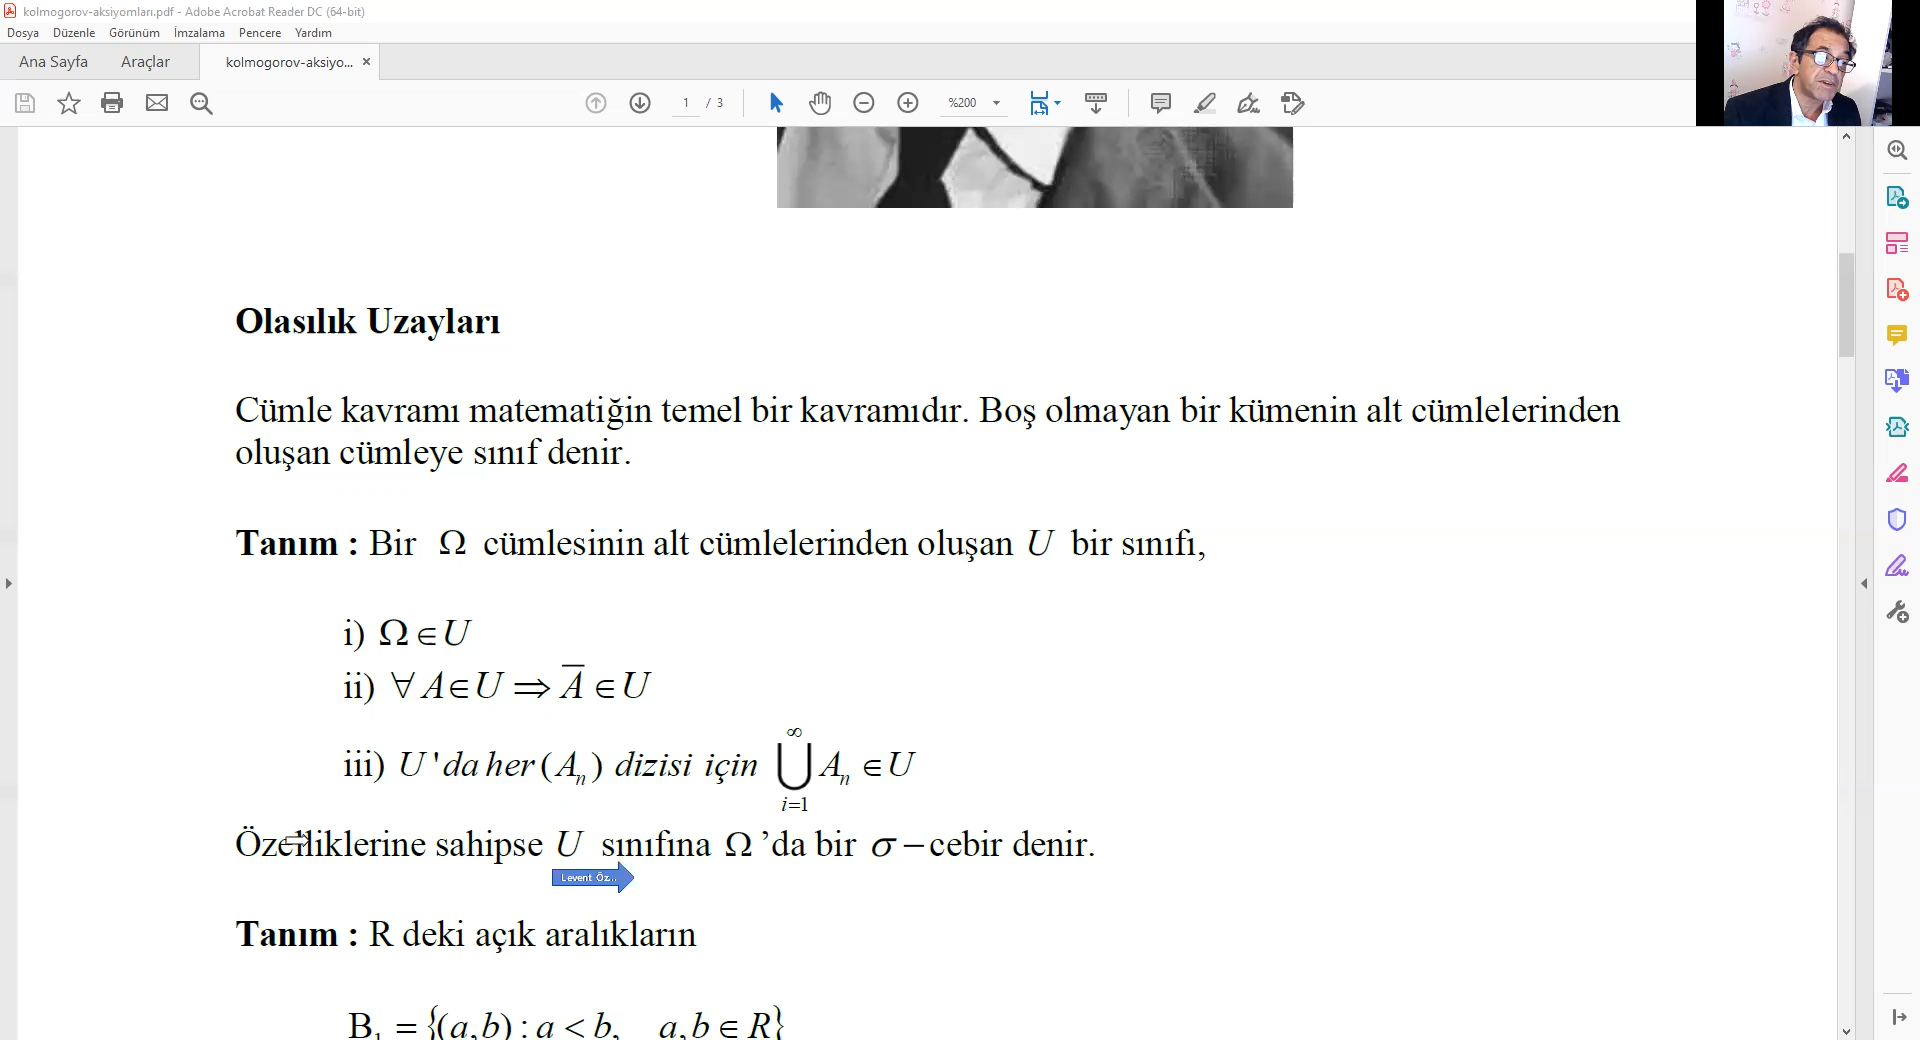 kolmogorov-aksiyomları.pdf - Adobe Acrobat Reader DC (64-bit)
Dosya Düzenle Görünüm İmzalama Pencere Yardım
Ana Sayfa Araçlar kolmogorov-aksiyo... ×
1 / 3 %200
Olasılık Uzayları
Cümle kavramı matematiğin temel bir kavramıdır. Boş olmayan bir kümenin alt cümlelerinden
oluşan cümleye sınıf denir.
Tanım : Bir Ω cümlesinin alt cümlelerinden oluşan U bir sınıfı,
i) Ω ∈ U
ii) ∀ A ∈ U ⇒ A̅ ∈ U
iii) U 'da her (Aₙ) dizisi için ⋃_{i=1}^{∞} Aₙ ∈ U
Özelliklerine sahipse U sınıfına Ω ’da bir σ − cebir denir.
Levent Öz...
Tanım : R deki açık aralıkların
B₁ = {(a,b) : a < b, a,b ∈ R}